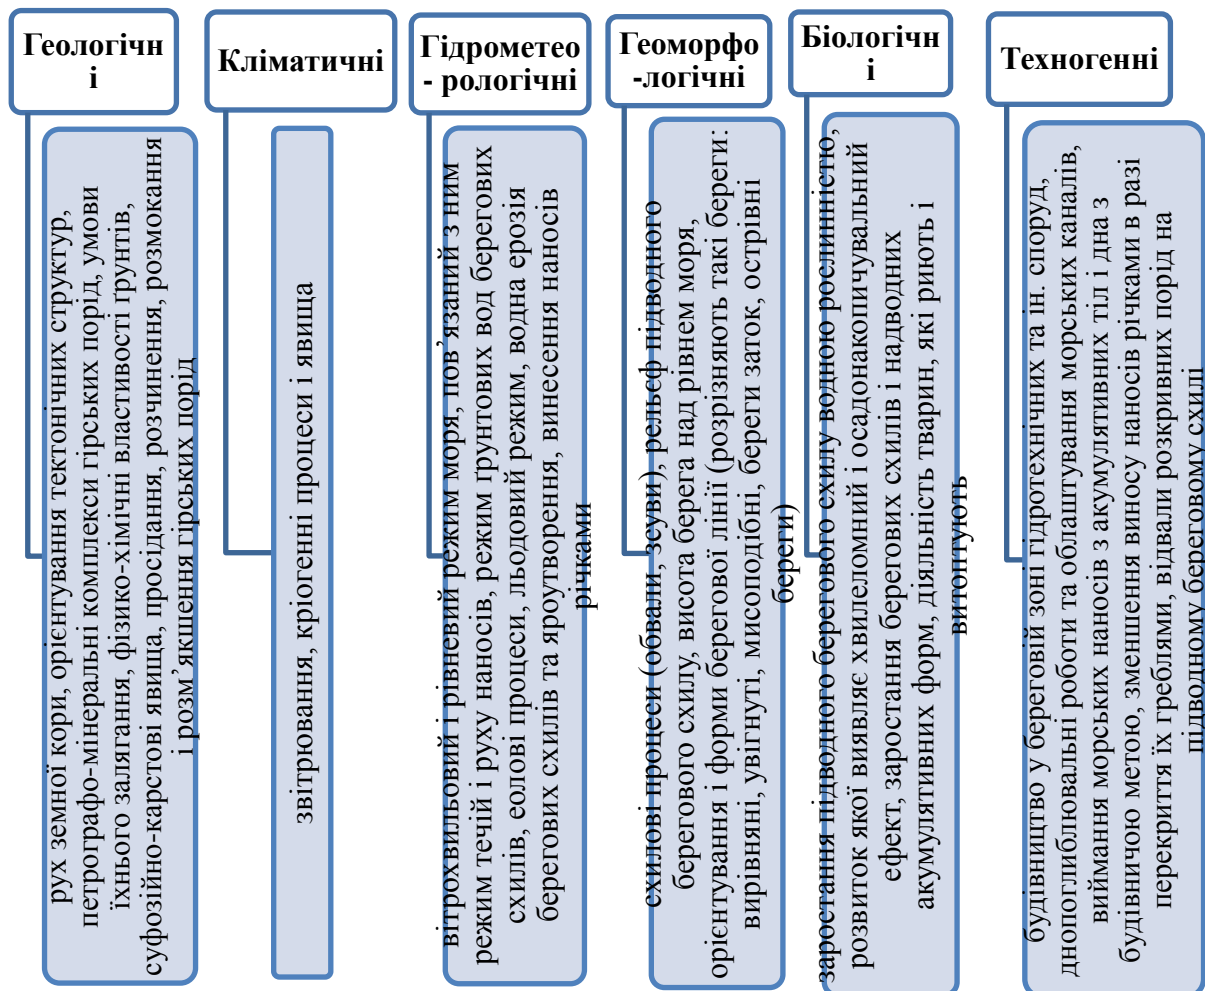 Геологічн
і
рух земної кори, орієнтування тектонічних структур,
петрографо-мінеральні комплекси гірських порід, умови
їхнього залягання, фізико-хімічні властивості ґрунтів,
суфозійно-карстові явища, просідання, розчинення, розмокання
і розм’якшення гірських порід
Кліматичні
звітрювання, кріогенні процеси і явища
Гідрометео
- рологічні
вітрохвильовий і рівневий режим моря, пов’язаний з ним
режим течій і руху наносів, режим ґрунтових вод берегових
схилів, еолові процеси, льодовий режим, водна ерозія
берегових схилів та яроутворення, винесення наносів
річками
Геоморфо
-логічні
схилові процеси (обвали, зсуви), рельєф підводного
берегового схилу, висота берега над рівнем моря,
орієнтування і форми берегової лінії (розрізняють такі береги:
вирівняні, увігнуті, мисоподібні, береги заток, острівні
береги)
Біологічн
і
заростання підводного берегового схилу водною рослинністю,
розвиток якої виявляє хвилеломний і осадонакопичувальний
ефект, заростання берегових схилів і надводних
акумулятивних форм, діяльність тварин, які риють і
витоптують
Техногенні
будівництво у береговій зоні гідротехнічних та ін. споруд,
днопоглиблювальні роботи та облаштування морських каналів,
виймання морських наносів з акумулятивних тіл і дна з
будівничою метою, зменшення виносу наносів річками в разі
перекриття їх греблями, відвали розкривних порід на
підводному береговому схилі